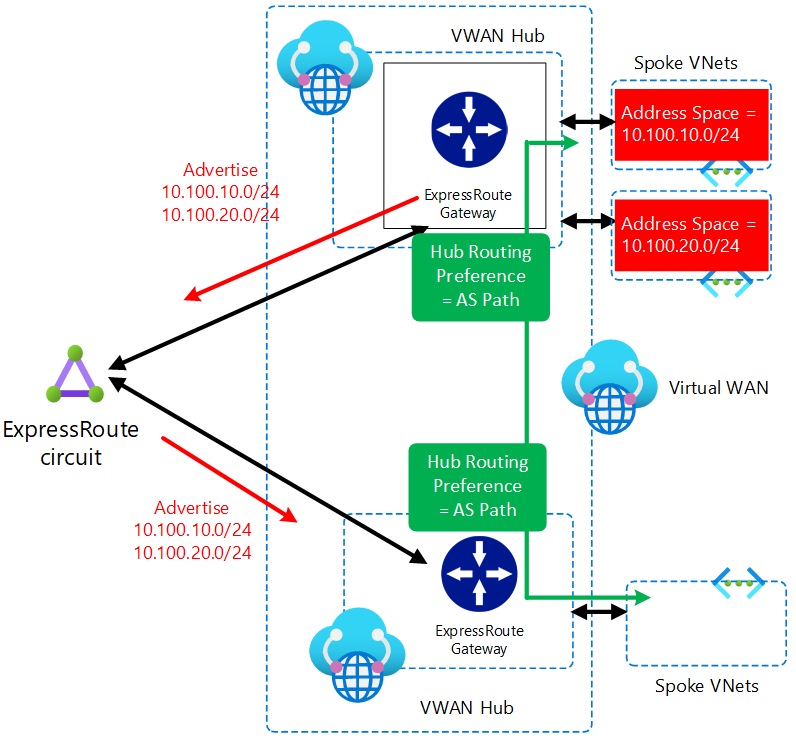 VWAN Hub
Spoke VNets
Address Space =
10.100.10.0/24
Advertise
10.100.10.0/24
10.100.20.0/24
ExpressRoute
Gateway
Address Space =
10.100.20.0/24
Hub Routing
Preference
= AS Path
Virtual WAN
ExpressRoute
circuit
Hub Routing
Preference
= AS Path
Advertise
10.100.10.0/24
10.100.20.0/24
ExpressRoute
Gateway
Spoke VNets
VWAN Hub